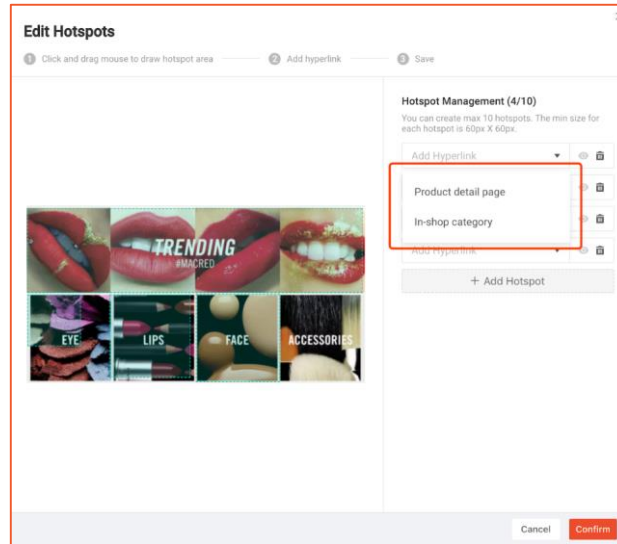 Edit Hotspots
1 Click and drag mouse to draw hotspot area
2 Add hyperlink
3 Save
Hotspot Management (4/10)
You can create max 10 hotspots. The min size for
each hotspot is 60px X 60px.
Add Hyperlink
Product detail page
In-shop category
Add Hyperlink
+ Add Hotspot
TRENDING
#MACRED
EYE
LIPS
FACE
ACCESSORIES
Cancel
Confirm